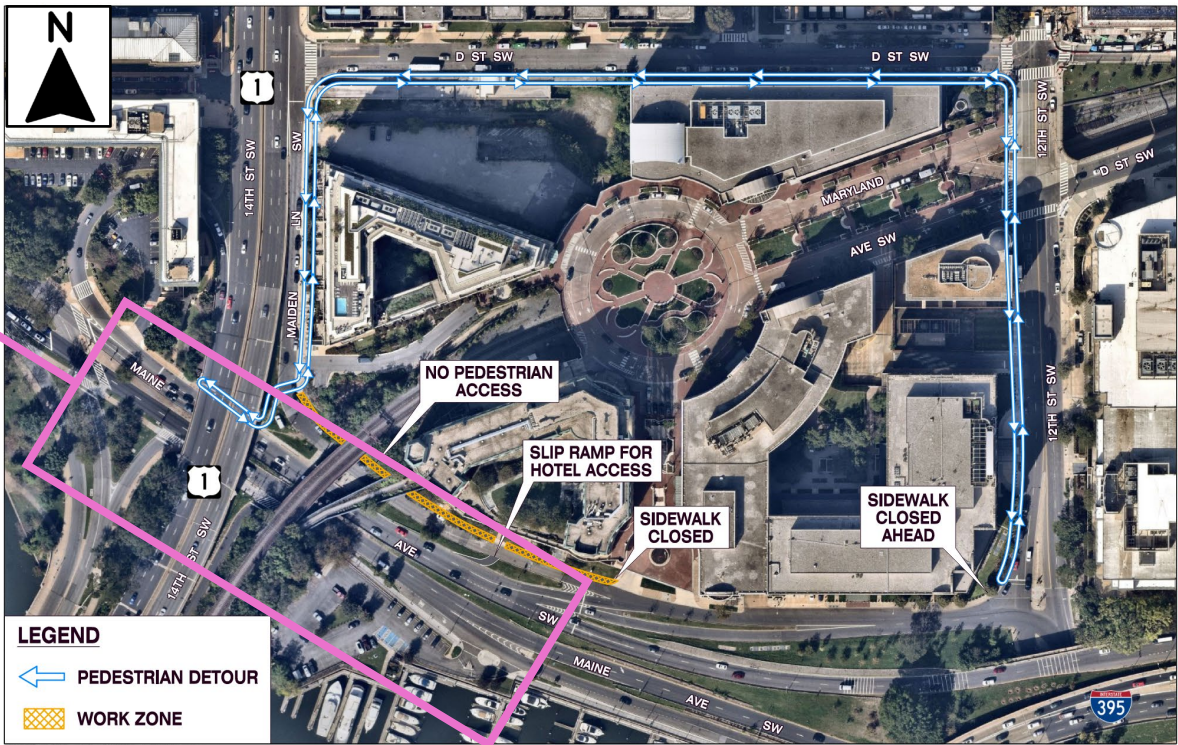 N
D ST SW
D ST SW
1
14TH ST SW
MAIDEN LN SW
12TH ST SW
D ST SW
MARYLAND
AVE SW
MAINE
NO PEDESTRIAN
ACCESS
SLIP RAMP FOR
HOTEL ACCESS
SIDEWALK
CLOSED
SIDEWALK
CLOSED
AHEAD
12TH ST SW
1
14TH ST SW
AVE
SW
MAINE
AVE
SW
INTERSTATE
395
LEGEND
PEDESTRIAN DETOUR
WORK ZONE